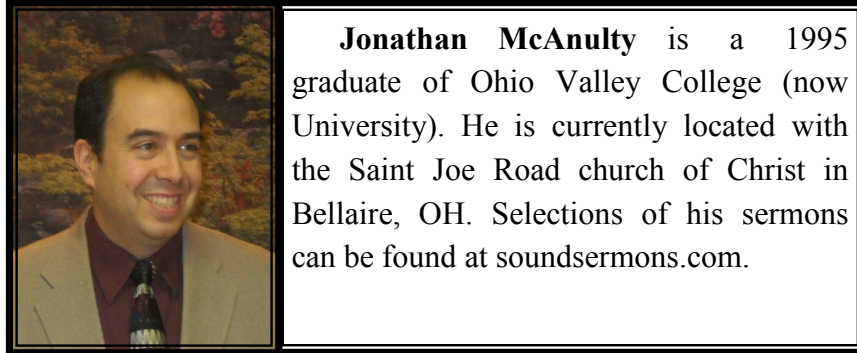 Jonathan McAnulty is a 1995
graduate of Ohio Valley College (now
University). He is currently located with
the Saint Joe Road church of Christ in
Bellaire, OH. Selections of his sermons
can be found at soundsermons.com.